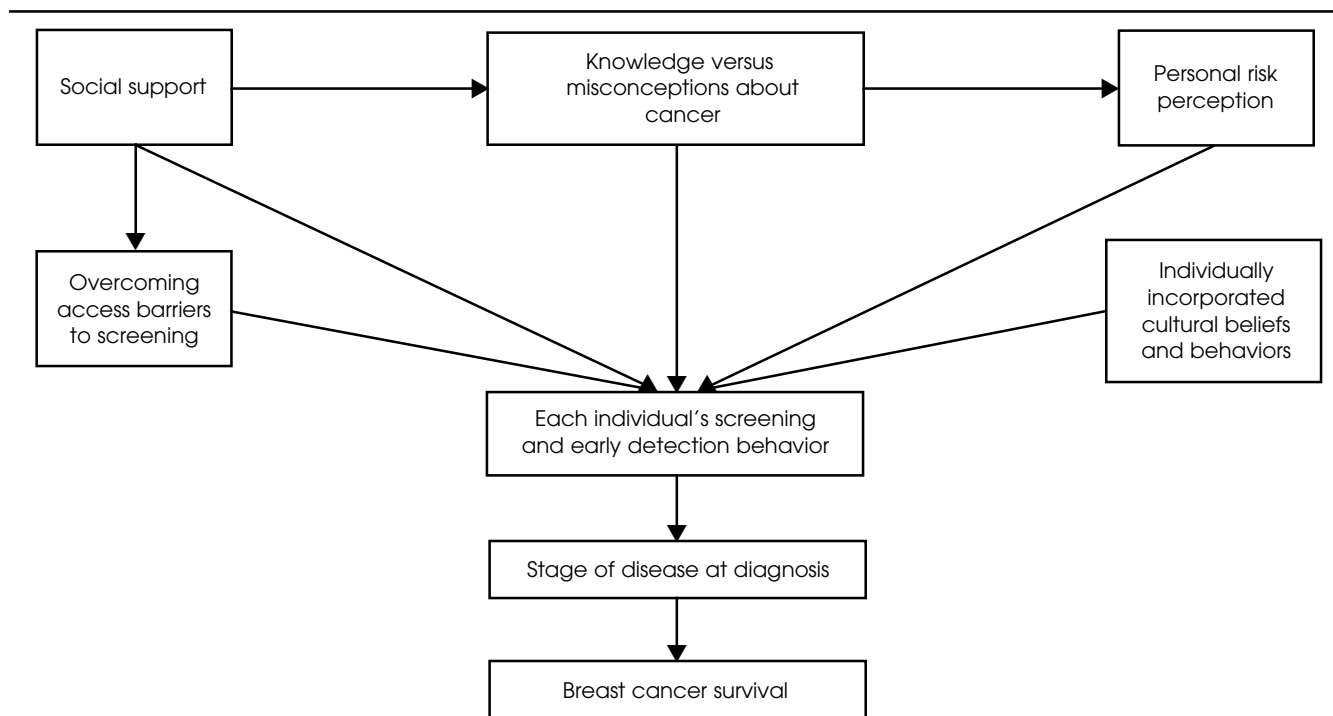 Social support
Knowledge versus
misconceptions about
cancer
Personal risk
perception
Overcoming
access barriers
to screening
Individually
incorporated
cultural beliefs
and behaviors
Each individual's screening
and early detection behavior
Stage of disease at diagnosis
Breast cancer survival